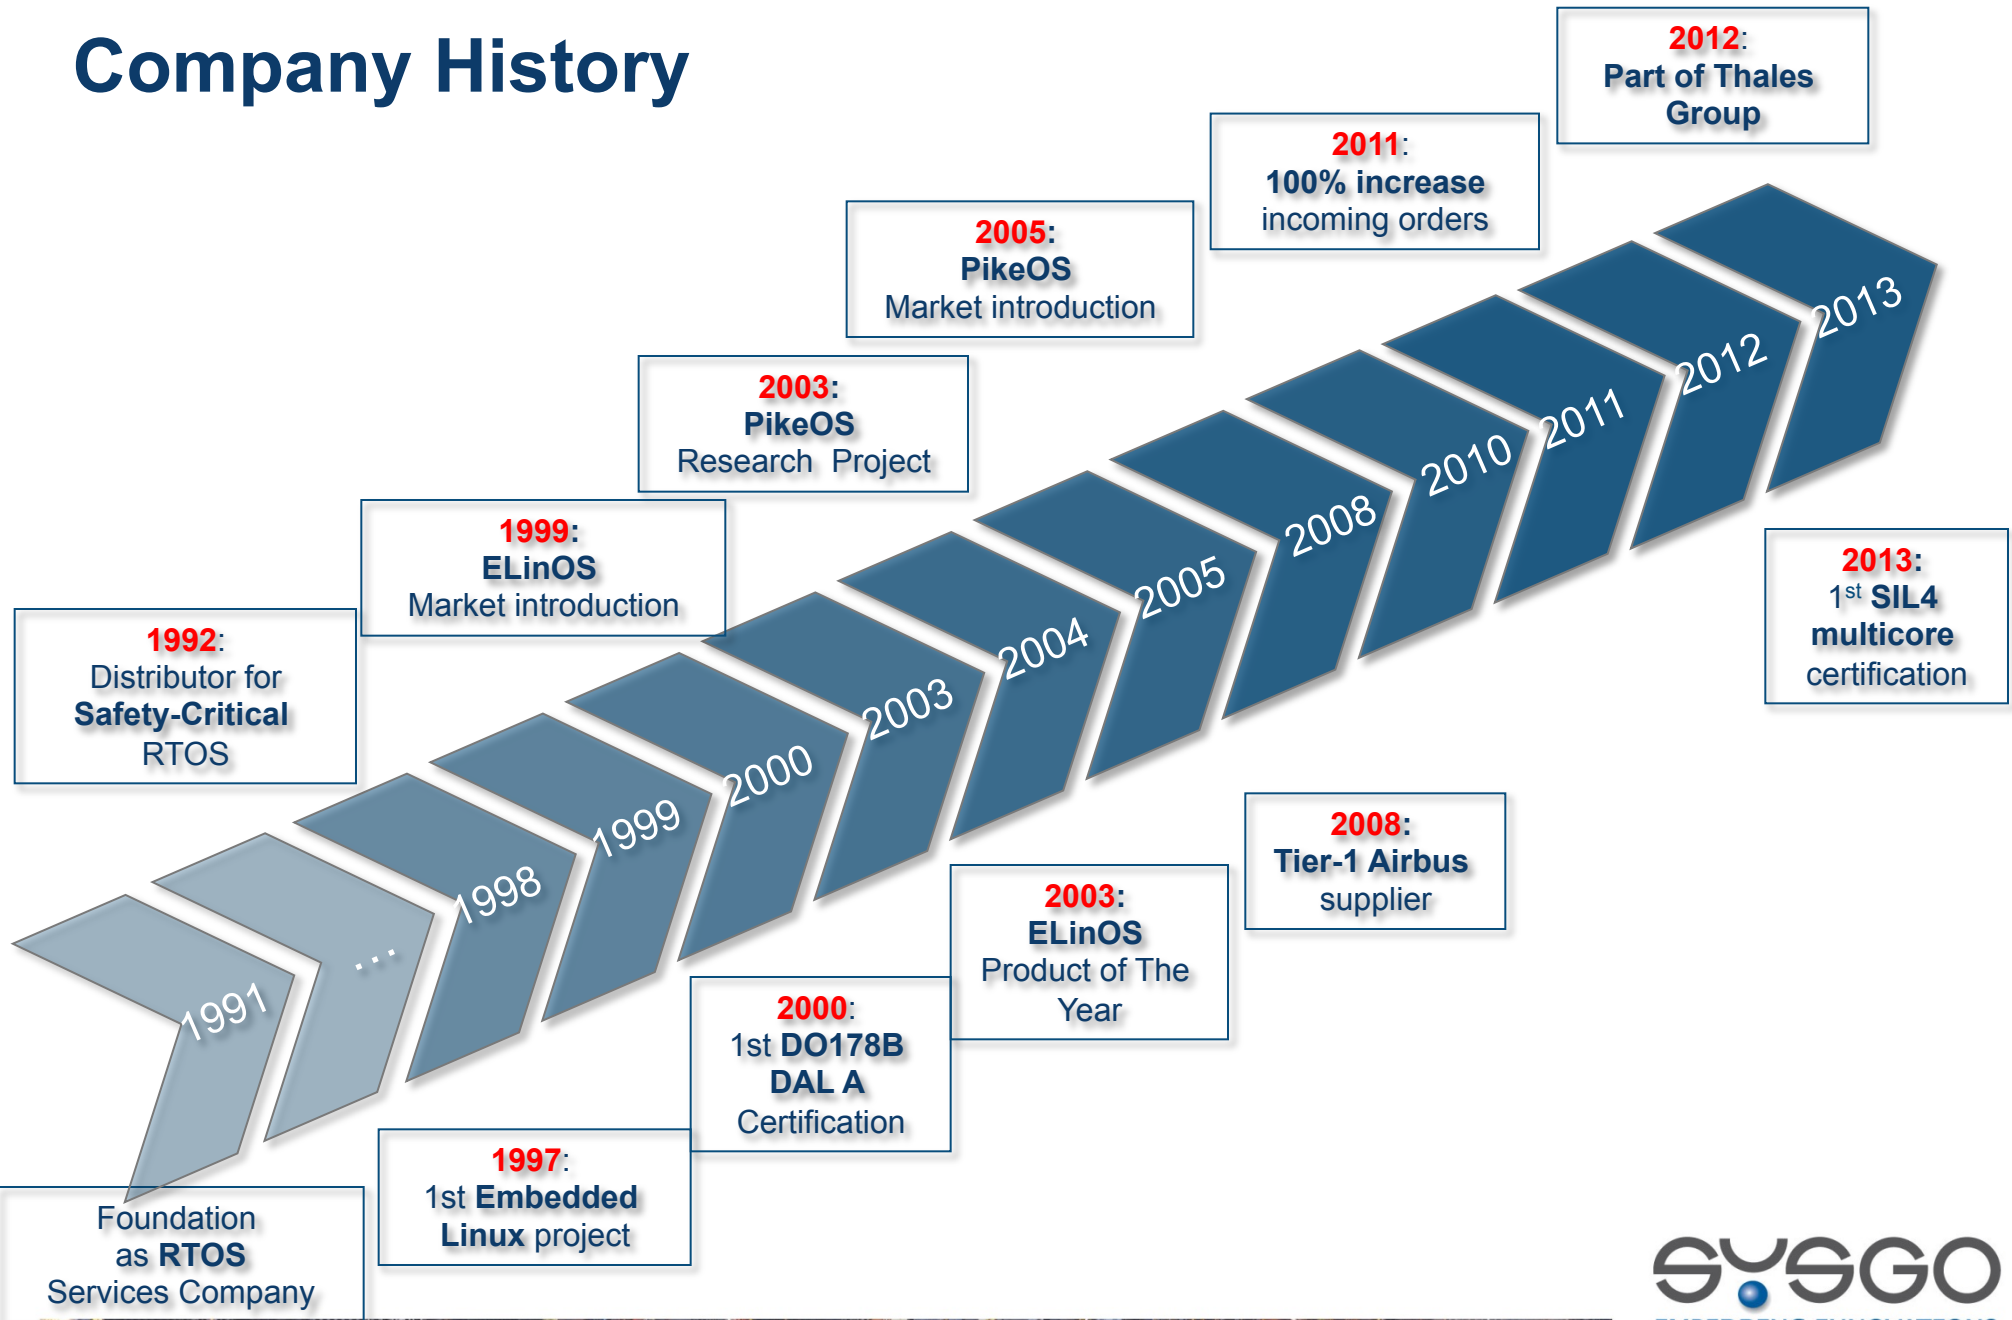 Company History
2012:
Part of Thales
Group
2011:
100% increase
incoming orders
2005:
PikeOS
Market introduction
2003:
PikeOS
Research Project
1999:
ELinOS
Market introduction
1992:
Distributor for
Safety-Critical
RTOS
1991
...
1998
1999
2000
2003
2004
2005
2008
2010
2011
2012
2013
2013:
1st SIL4
multicore
certification
2008:
Tier-1 Airbus
supplier
2003:
ELinOS
Product of The
Year
2000:
1st DO178B
DAL A
Certification
1997:
1st Embedded
Linux project
Foundation
as RTOS
Services Company
SYSGO